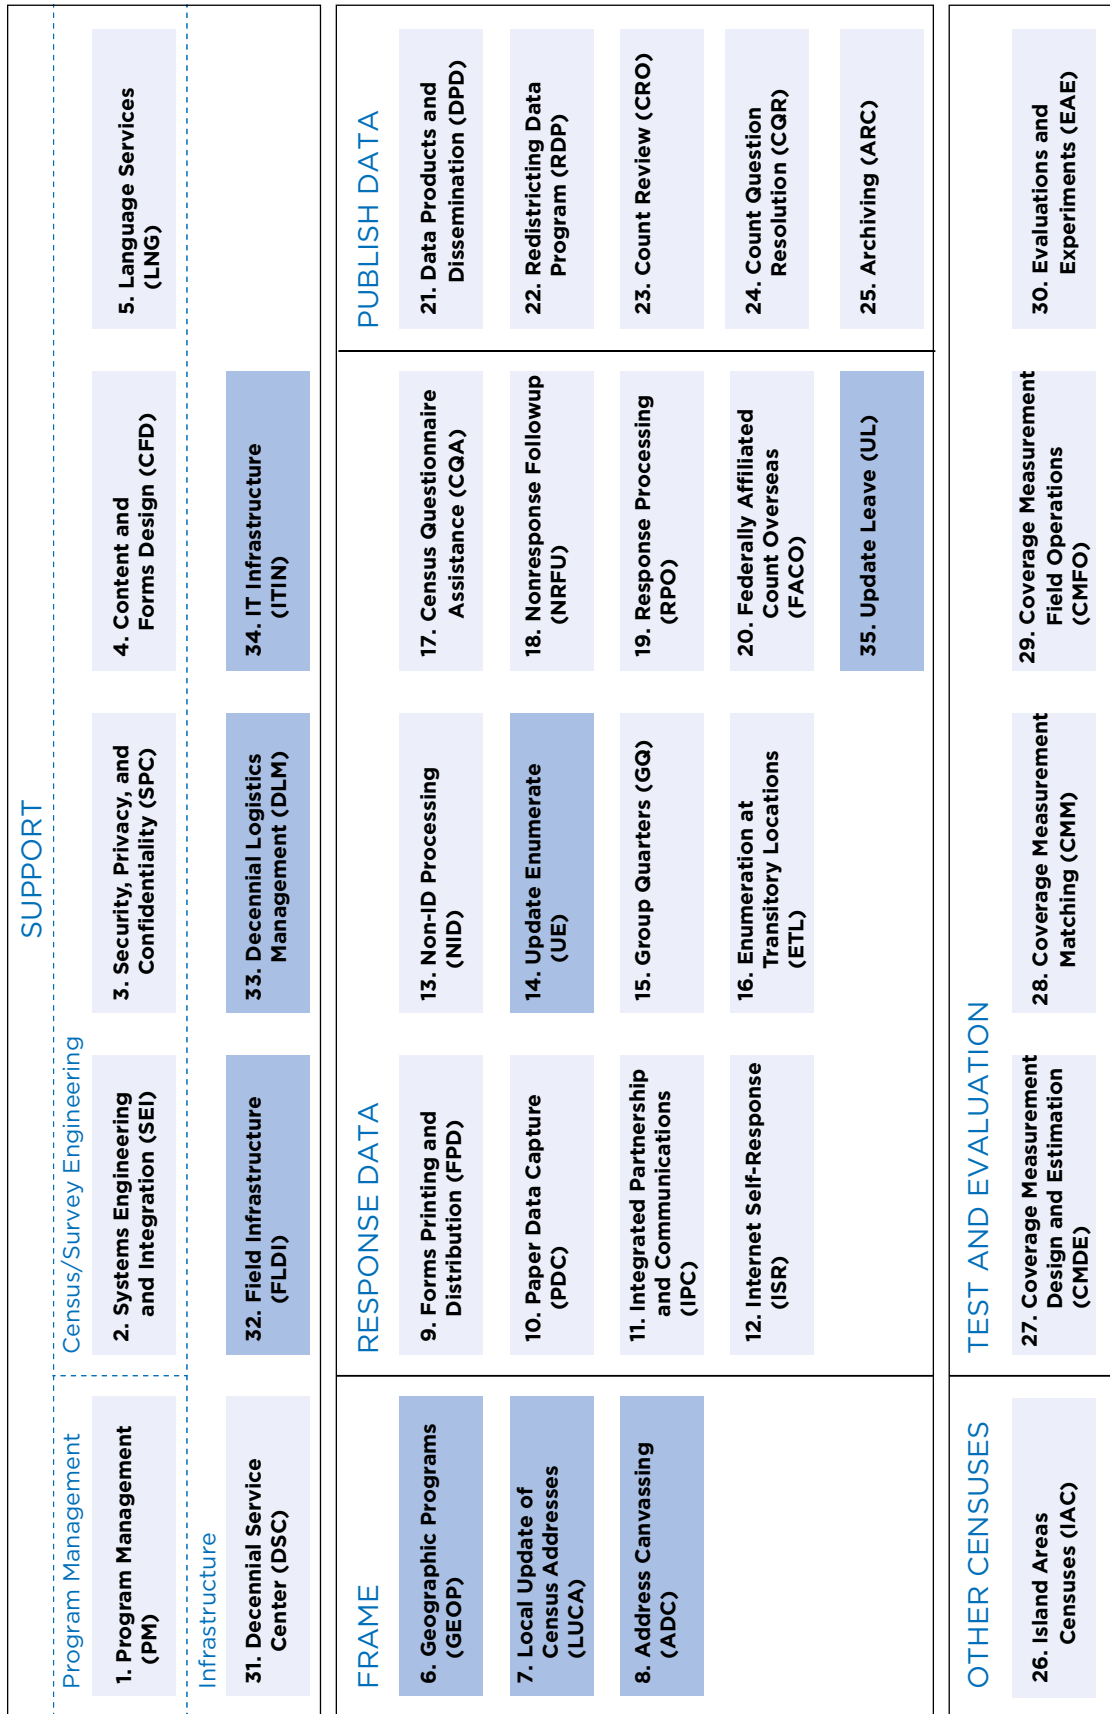 SUPPORT
Program Management
1. Program Management
(PM)
Census/Survey Engineering
2. Systems Engineering
and Integration (SEI)
3. Security, Privacy, and
Confidentiality (SPC)
4. Content and
Forms Design (CFD)
5. Language Services
(LNG)
Infrastructure
31. Decennial Service
Center (DSC)
32. Field Infrastructure
(FLDI)
33. Decennial Logistics
Management (DLM)
34. IT Infrastructure
(ITIN)
FRAME
6. Geographic Programs
(GEOP)
7. Local Update of
Census Addresses
(LUCA)
8. Address Canvassing
(ADC)
RESPONSE DATA
9. Forms Printing and
Distribution (FPD)
10. Paper Data Capture
(PDC)
11. Integrated Partnership
and Communications
(IPC)
12. Internet Self-Response
(ISR)
13. Non-ID Processing
(NID)
14. Update Enumerate
(UE)
15. Group Quarters (GQ)
16. Enumeration at
Transitory Locations
(ETL)
17. Census Questionnaire
Assistance (CQA)
18. Nonresponse Followup
(NRFU)
19. Response Processing
(RPO)
20. Federally Affiliated
Count Overseas
(FACO)
35. Update Leave (UL)
PUBLISH DATA
21. Data Products and
Dissemination (DPD)
22. Redistricting Data
Program (RDP)
23. Count Review (CRO)
24. Count Question
Resolution (CQR)
25. Archiving (ARC)
OTHER CENSUSES
26. Island Areas
Censuses (IAC)
TEST AND EVALUATION
27. Coverage Measurement
Design and Estimation
(CMDE)
28. Coverage Measurement
Matching (CMM)
29. Coverage Measurement
Field Operations
(CMFO)
30. Evaluations and
Experiments (EAE)